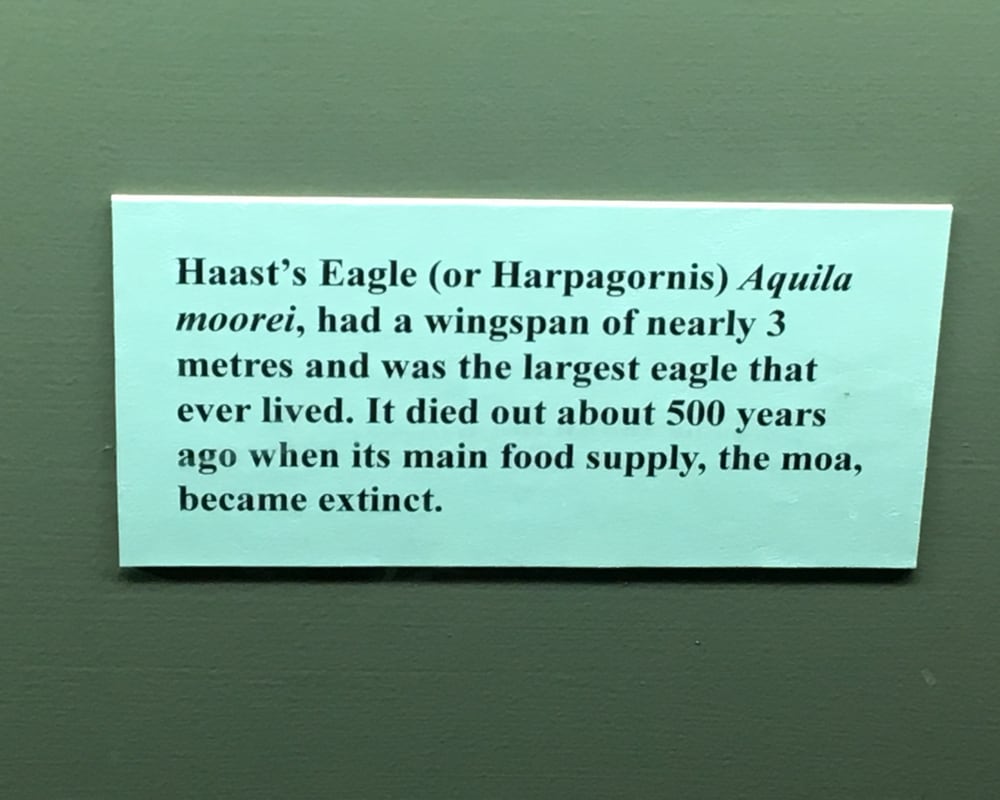 Haast’s Eagle (or Harpagornis) Aquila
moorei, had a wingspan of nearly 3
metres and was the largest eagle that
ever lived. It died out about 500 years
ago when its main food supply, the moa,
became extinct.